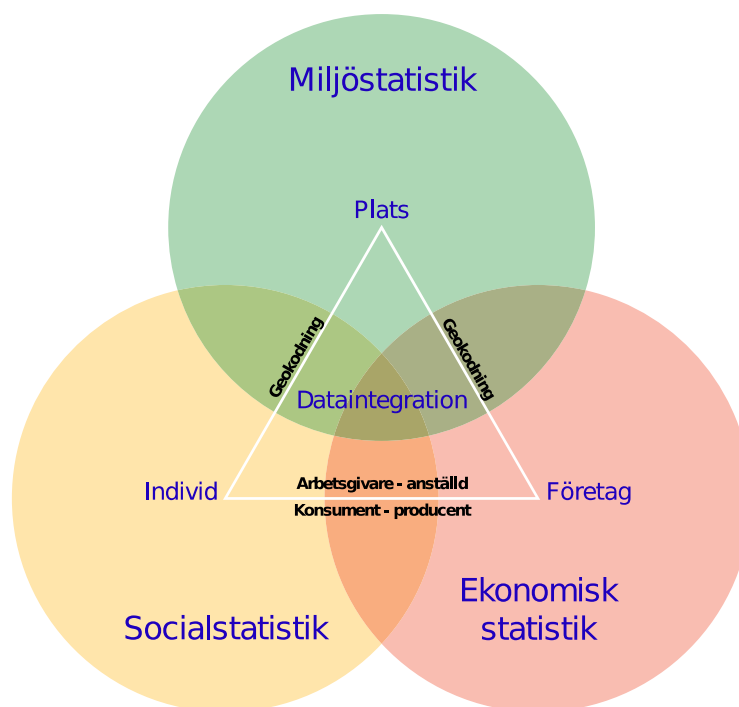 Miljöstatistik
Plats
Geokodning
Geokodning
Dataintegration
Individ
Arbetsgivare - anställd
Konsument - producent
Företag
Socialstatistik
Ekonomisk
statistik